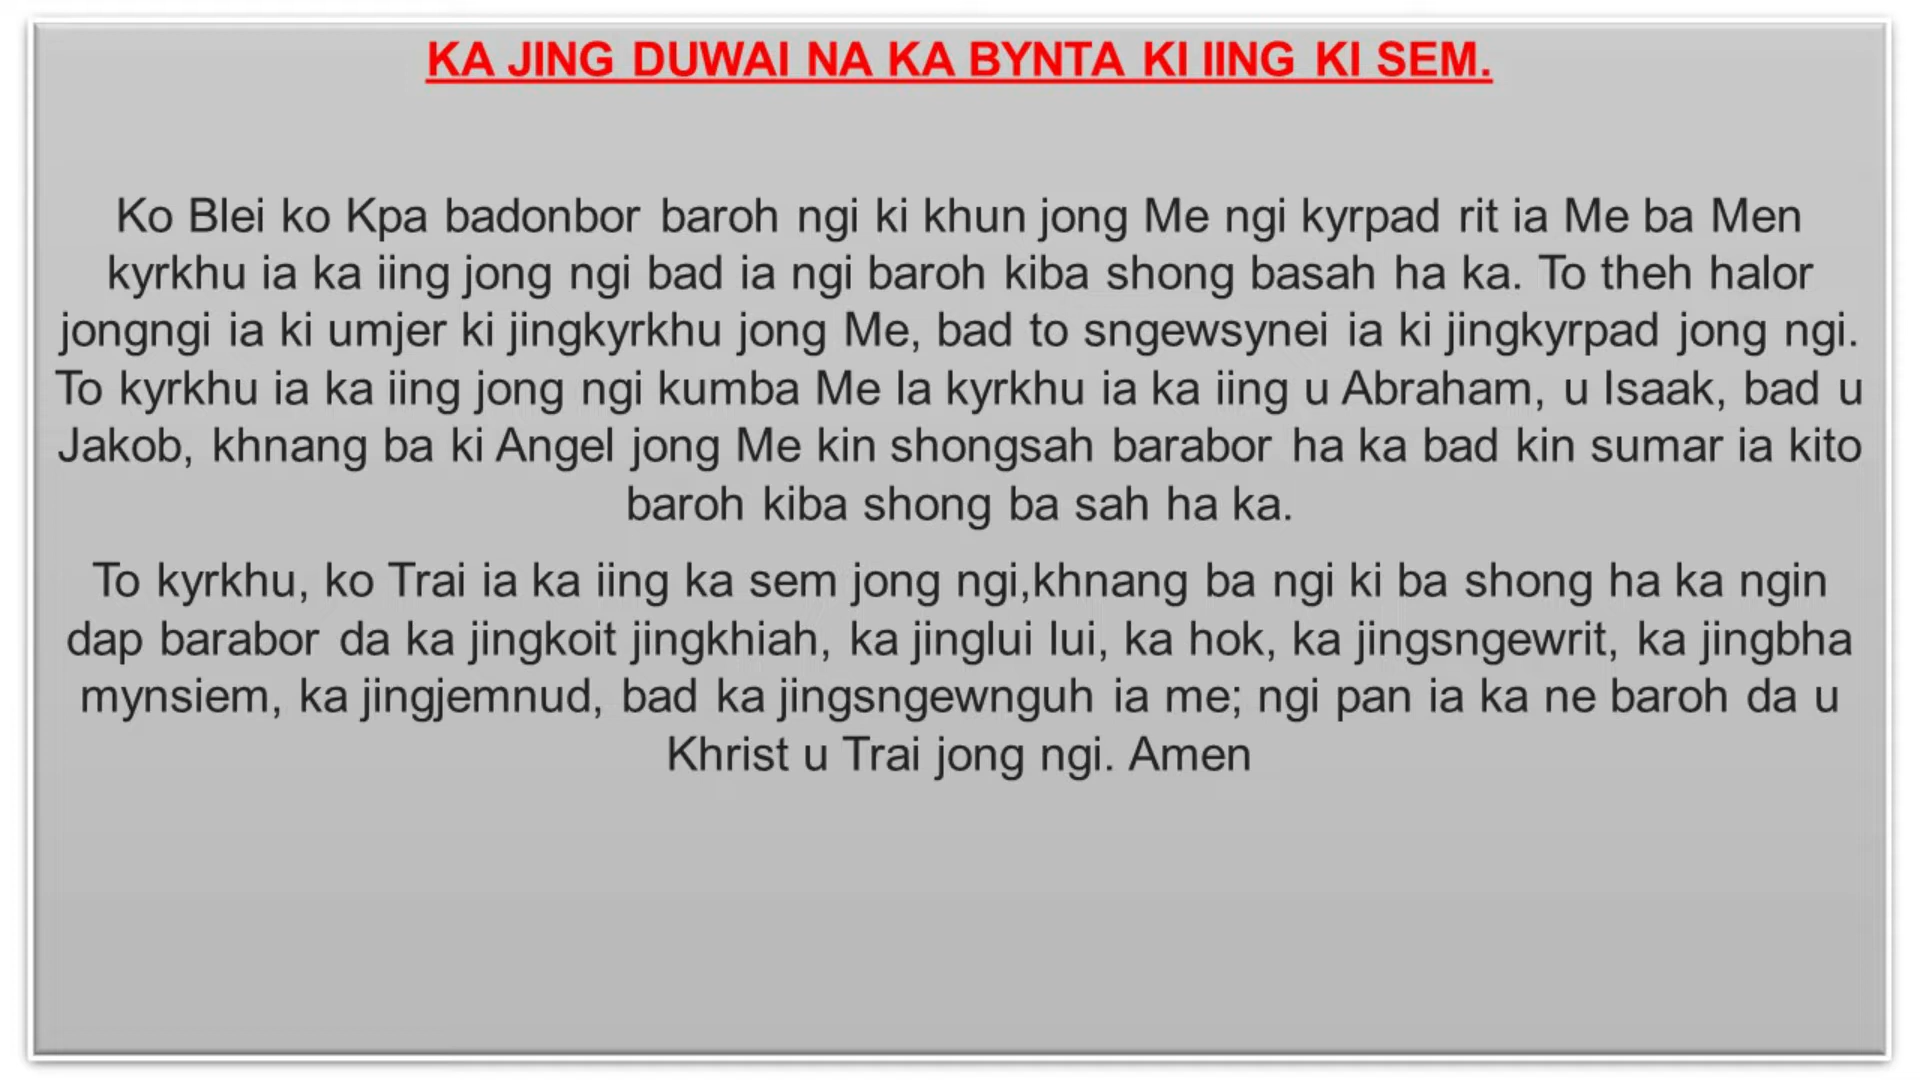 KA JING DUWAI NA KA BYNTA KI IING KI SEM.
Ko Blei ko Kpa badonbor baroh ngi ki khun jong Me ngi kyrpad rit ia Me ba Men
kyrkhu ia ka iing jong ngi bad ia ngi baroh kiba shong basah ha ka. To theh halor
jongngi ia ki umjer ki jingkyrkhu jong Me, bad to sngewsynei ia ki jingkyrpad jong ngi.
To kyrkhu ia ka iing jong ngi kumba Me la kyrkhu ia ka iing u Abraham, u Isaak, bad u
Jakob, khnang ba ki Angel jong Me kin shongsah barabor ha ka bad kin sumar ia kito
baroh kiba shong ba sah ha ka.
To kyrkhu, ko Trai ia ka iing ka sem jong ngi,khnang ba ngi ki ba shong ha ka ngin
dap barabor da ka jingkoit jingkhiah, ka jinglui lui, ka hok, ka jingsngewrit, ka jingbha
mynsiem, ka jingjemnud, bad ka jingsngewnguh ia me; ngi pan ia ka ne baroh da u
Khrist u Trai jong ngi. Amen